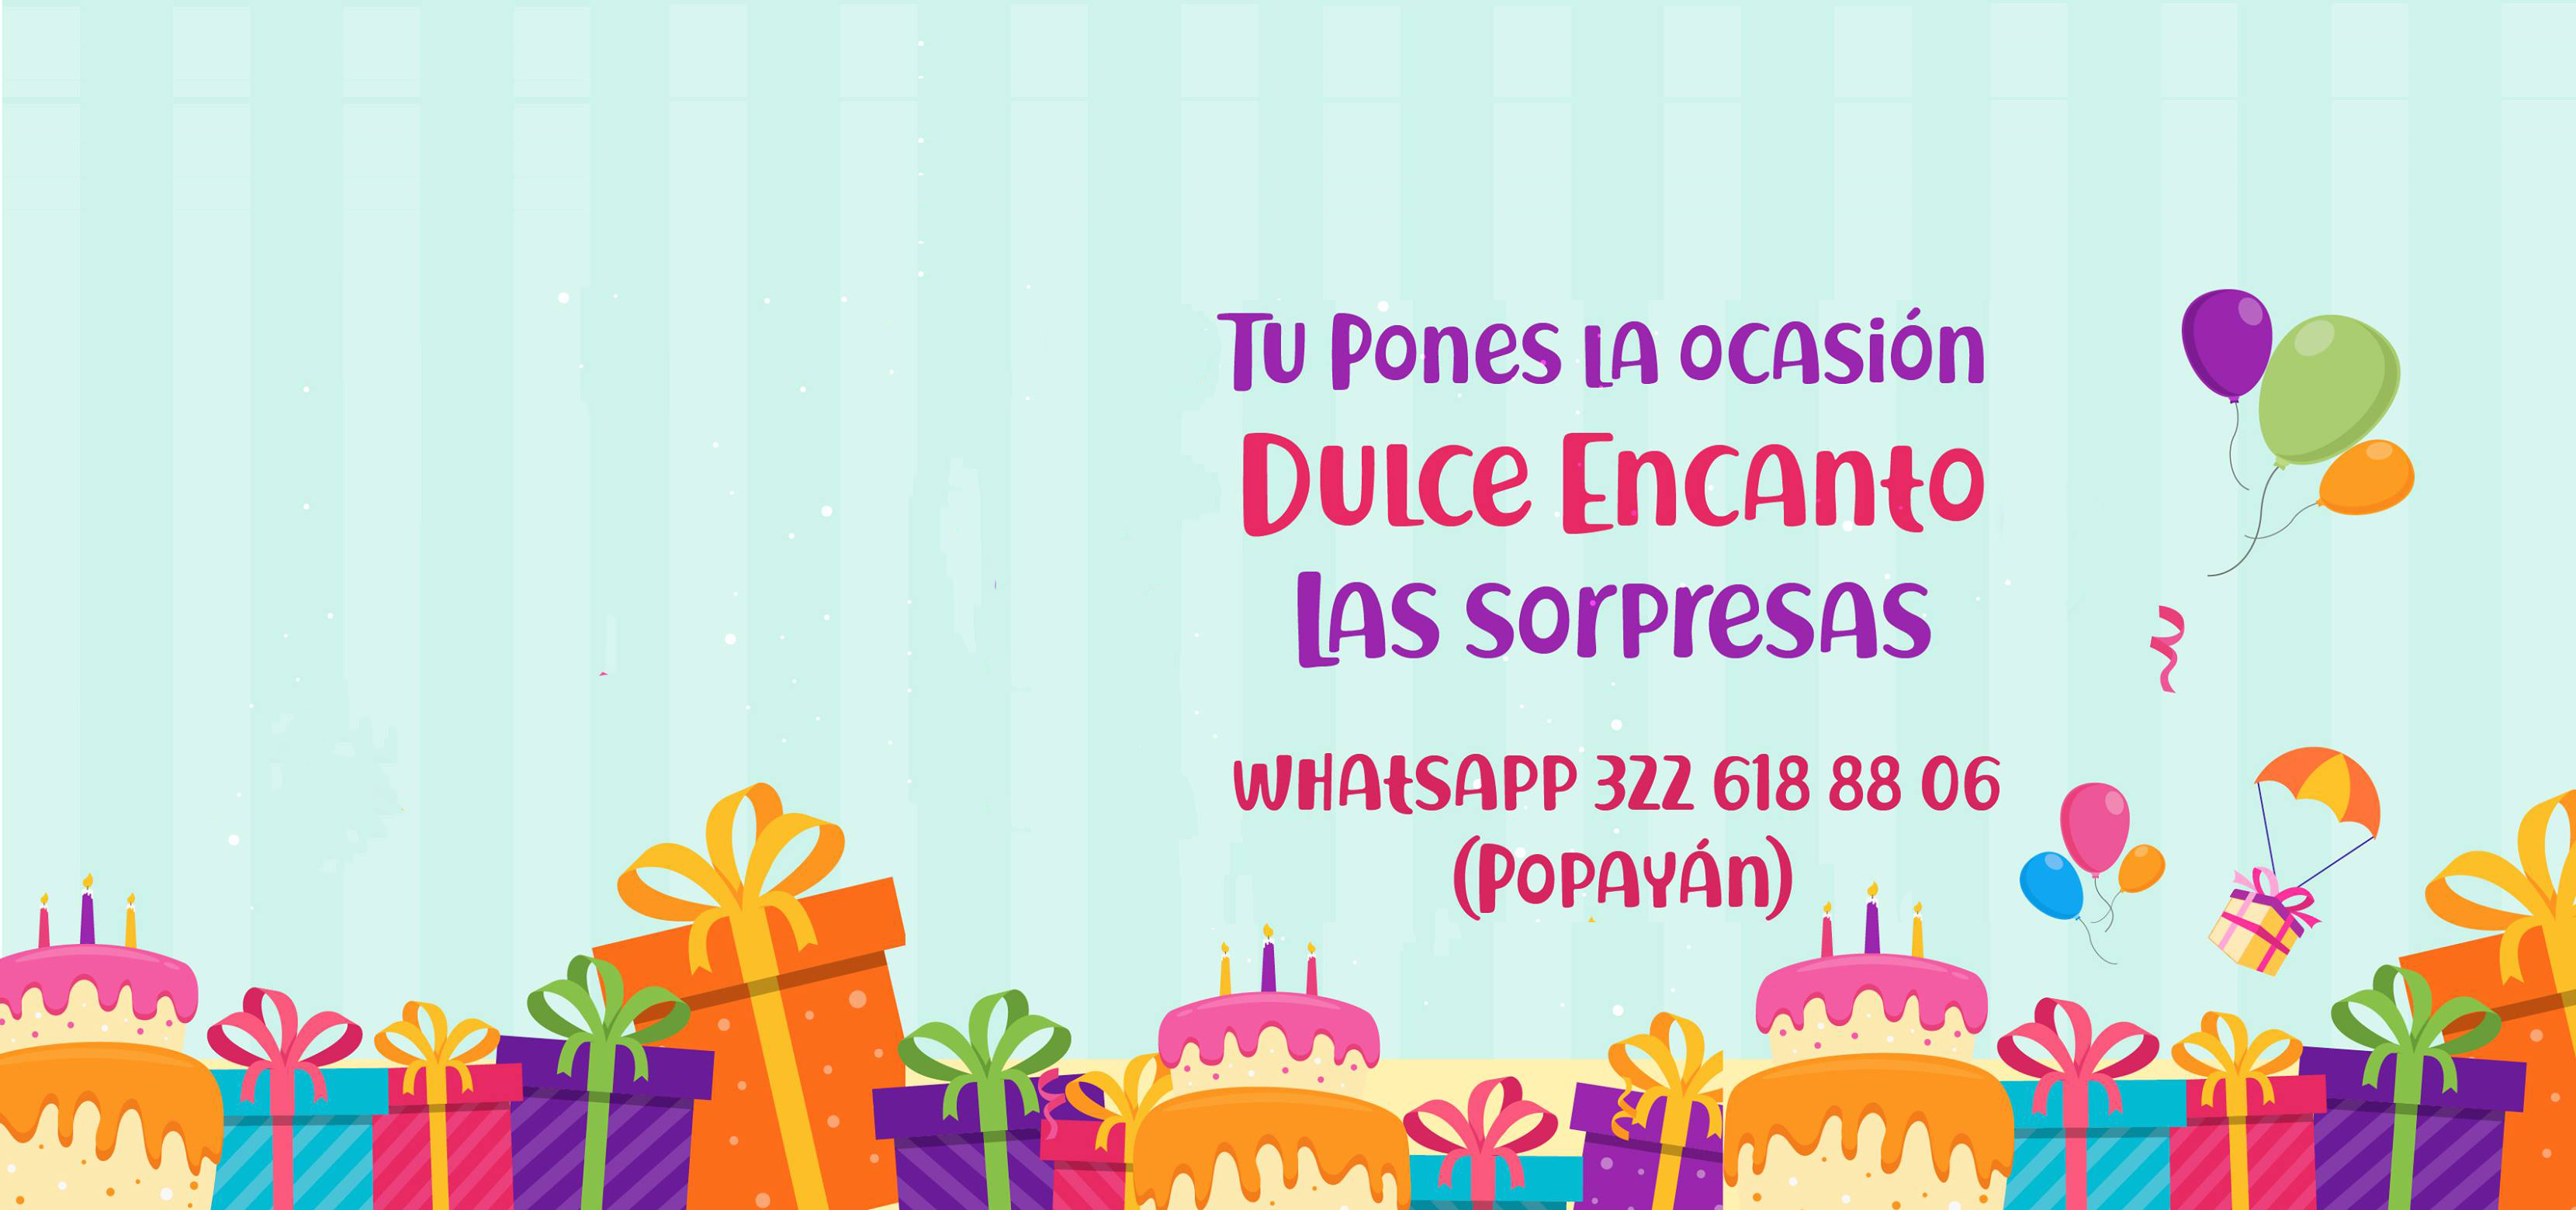 Tu Pones la ocasión
Dulce Encanto
las sorpresas
WhatsApp 322 618 88 06
(Popayán)